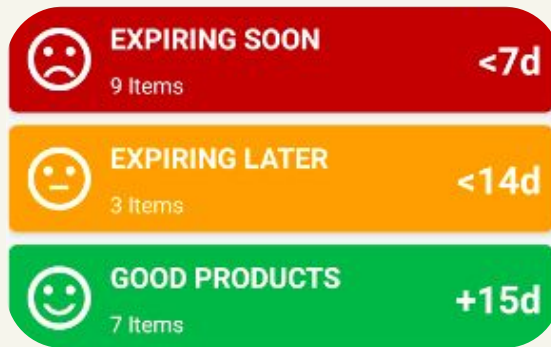 EXPIRING SOON
<7d
9 Items
EXPIRING LATER
<14d
3 Items
GOOD PRODUCTS
+15d
7 Items